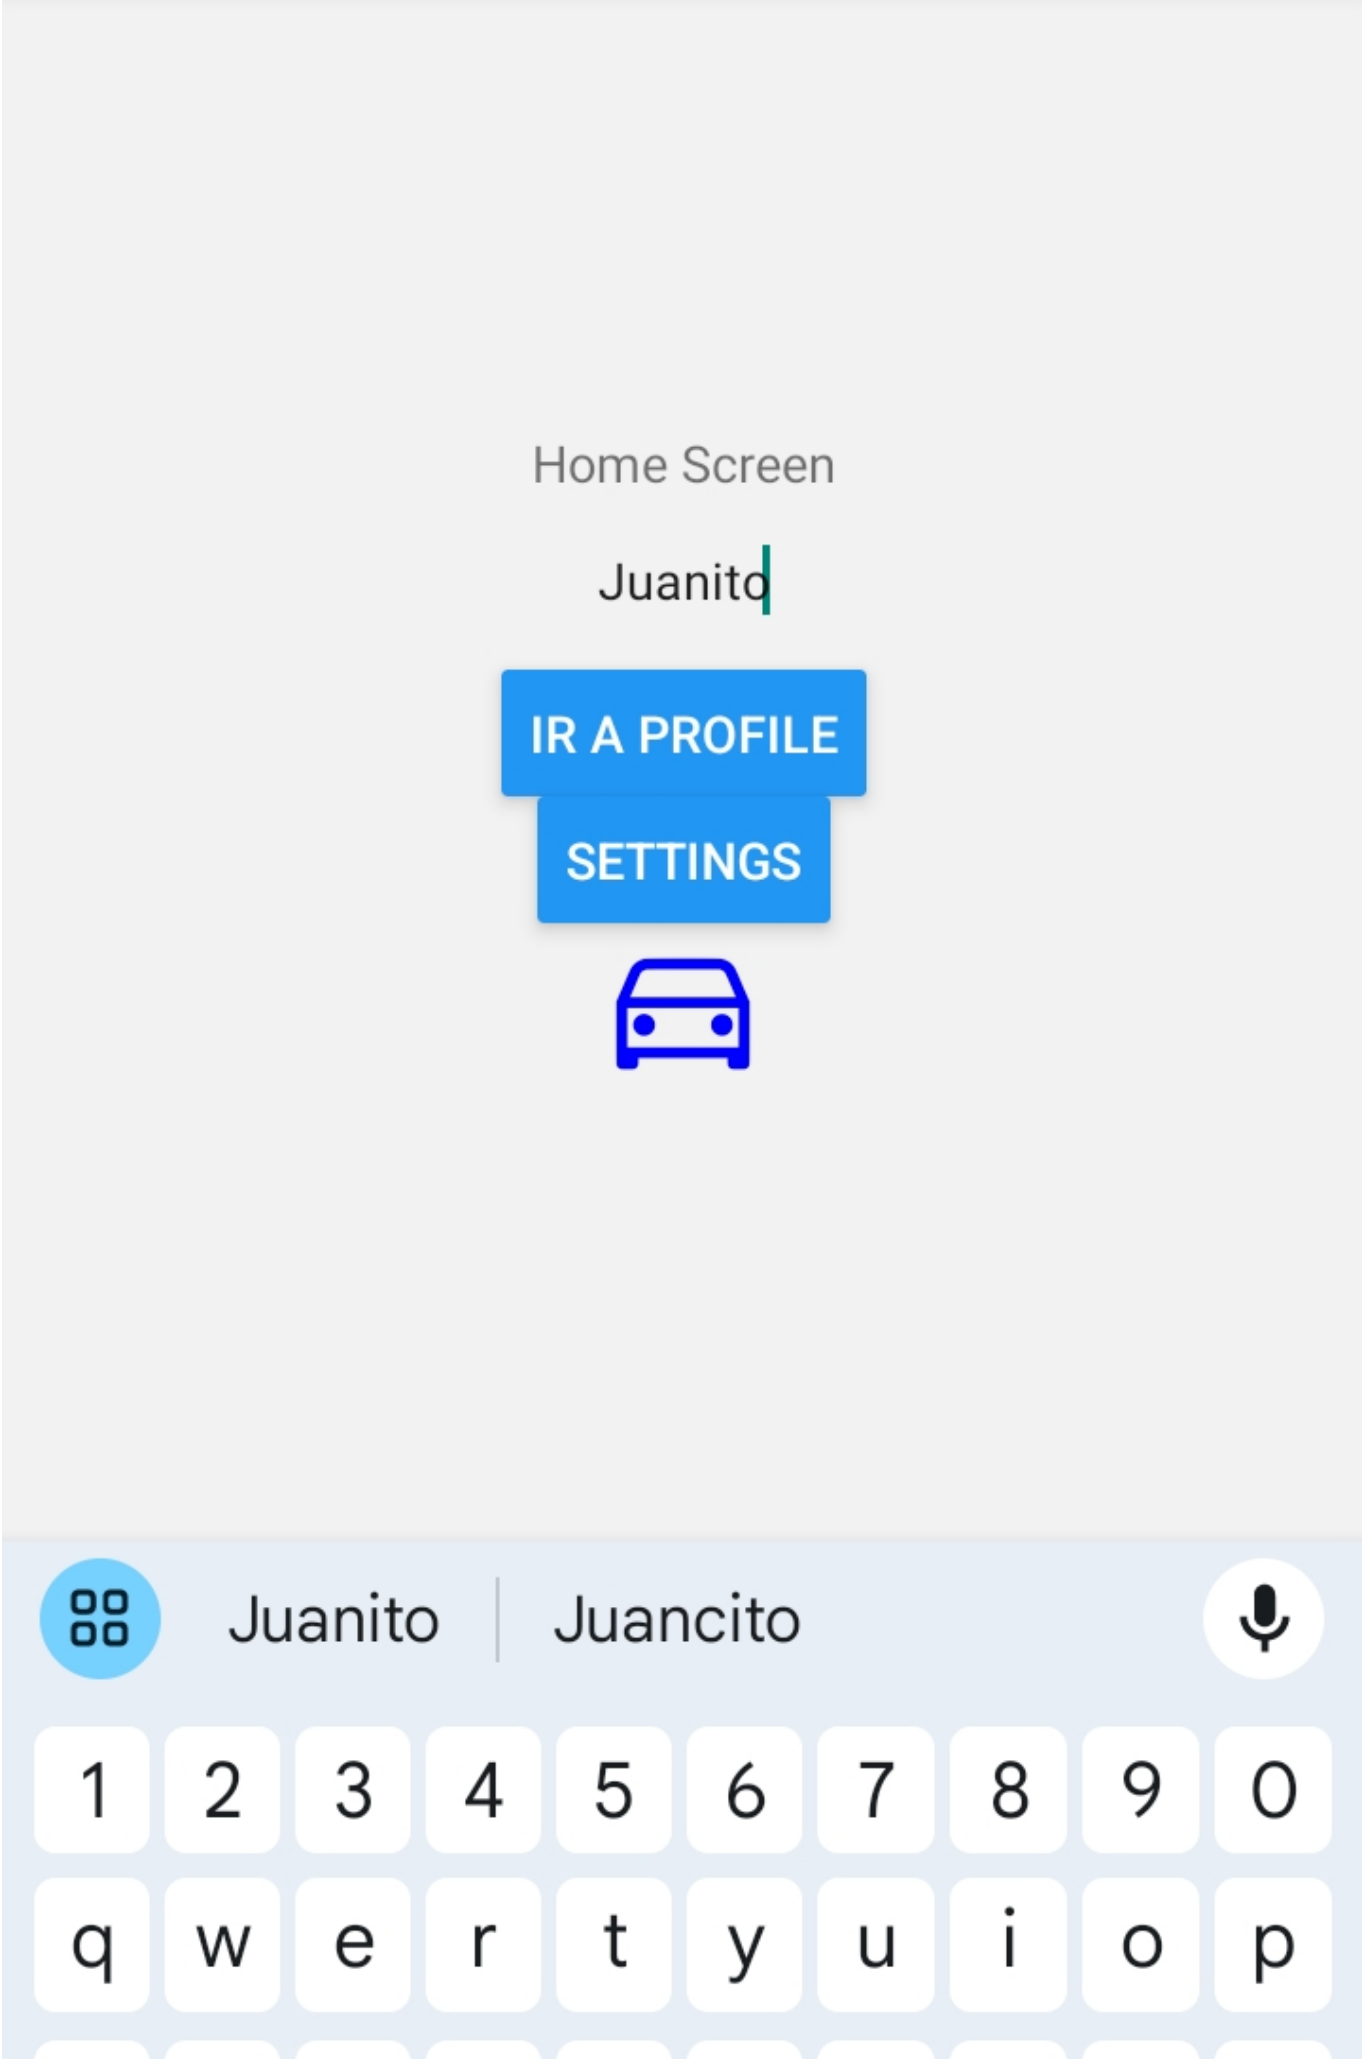 Home Screen
Juanito
IR A PROFILE
SETTINGS
Juanito Juancito
1 2 3 4 5 6 7 8 9 0
q w e r t y u i o p